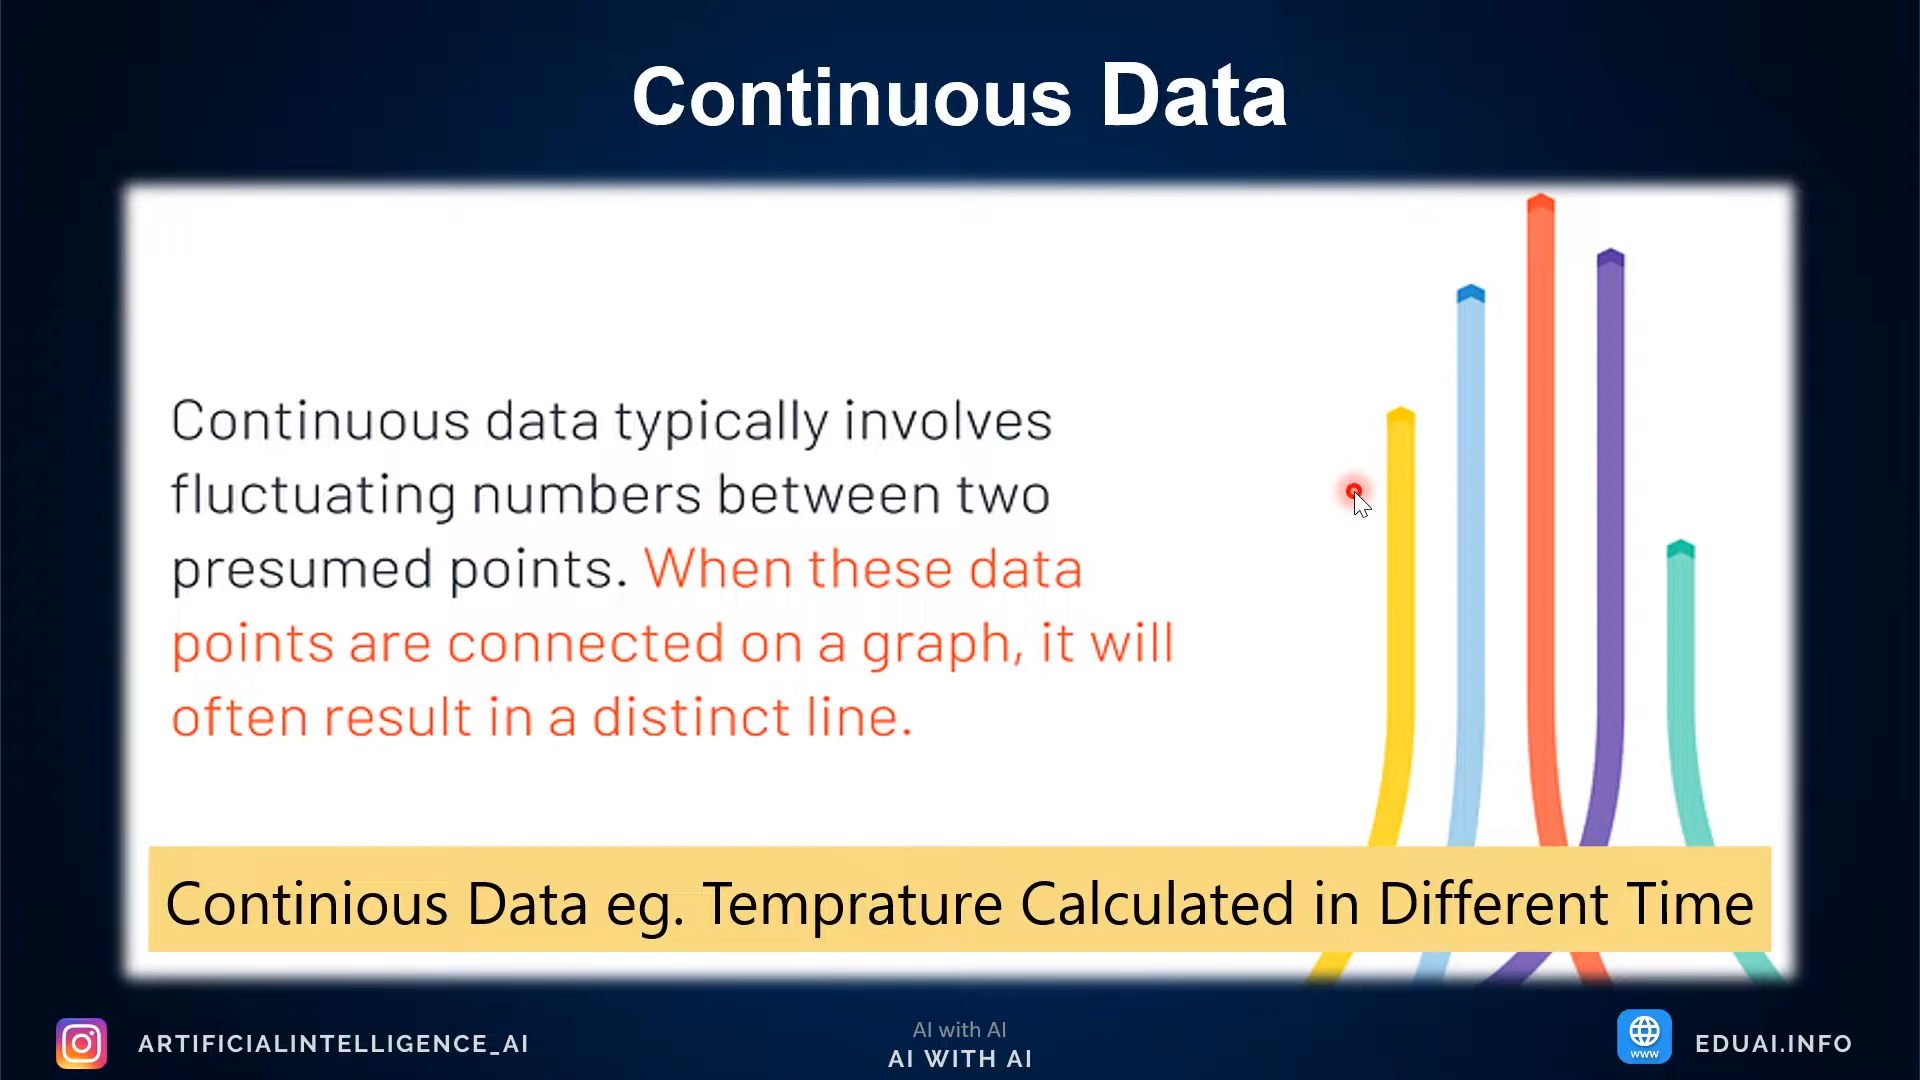 Continuous Data
Continuous data typically involves
fluctuating numbers between two
presumed points. When these data
points are connected on a graph, it will
often result in a distinct line.
Continious Data eg. Temprature Calculated in Different Time
ARTIFICIALINTELLIGENCE_AI
AI with AI
AI WITH AI
www
EDUAI.INFO